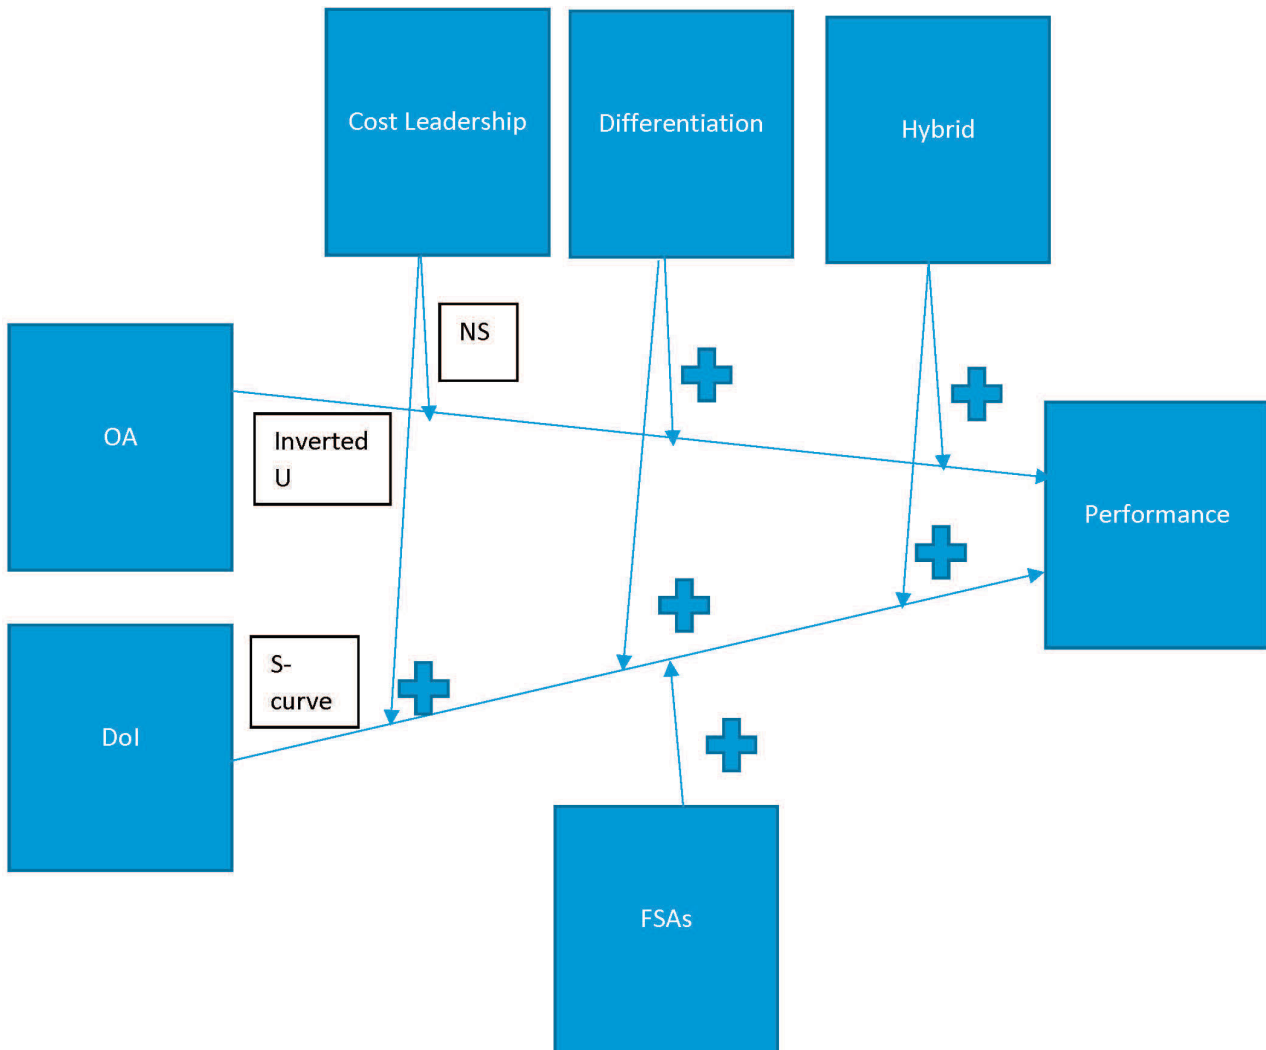 Cost Leadership
Differentiation
Hybrid
NS
OA
Inverted
U
Performance
S-
curve
DoI
FSAs